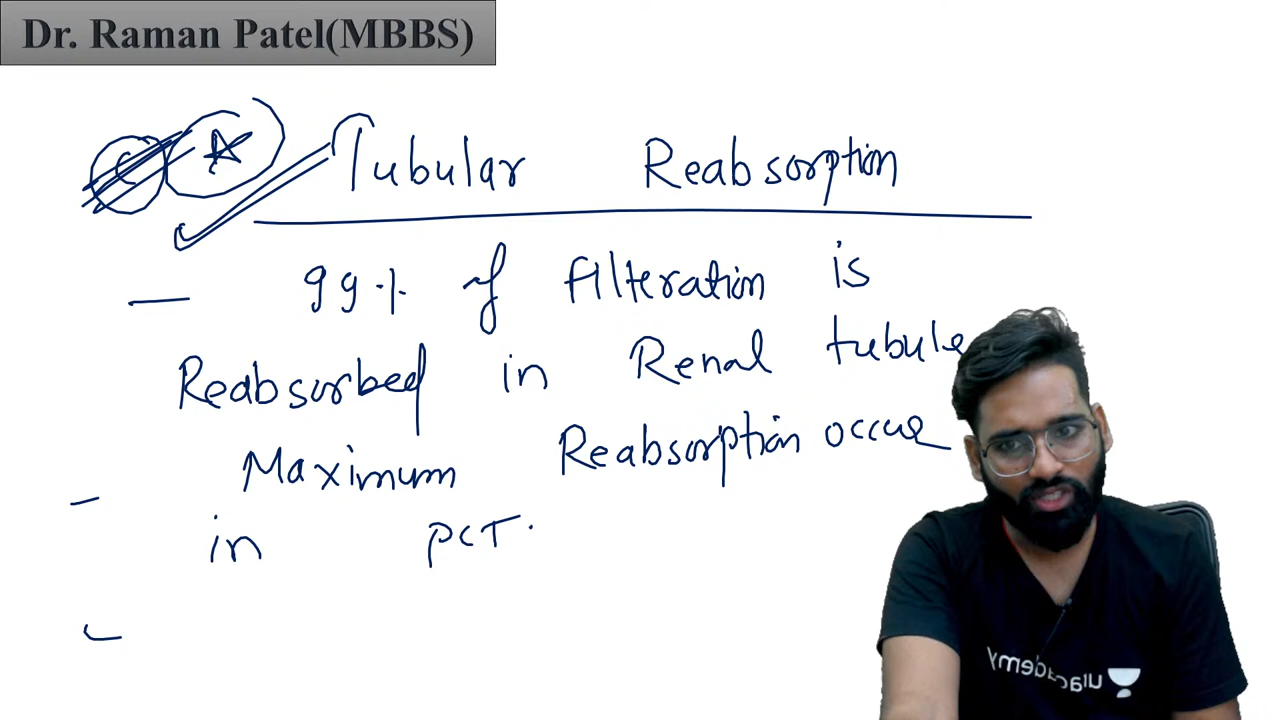 Dr. Raman Patel(MBBS)
Tubular Reabsorption
— 99% of filteration is
Reabsorbed in Renal tubule
— Maximum Reabsorption occur
in PCT.
unacademy